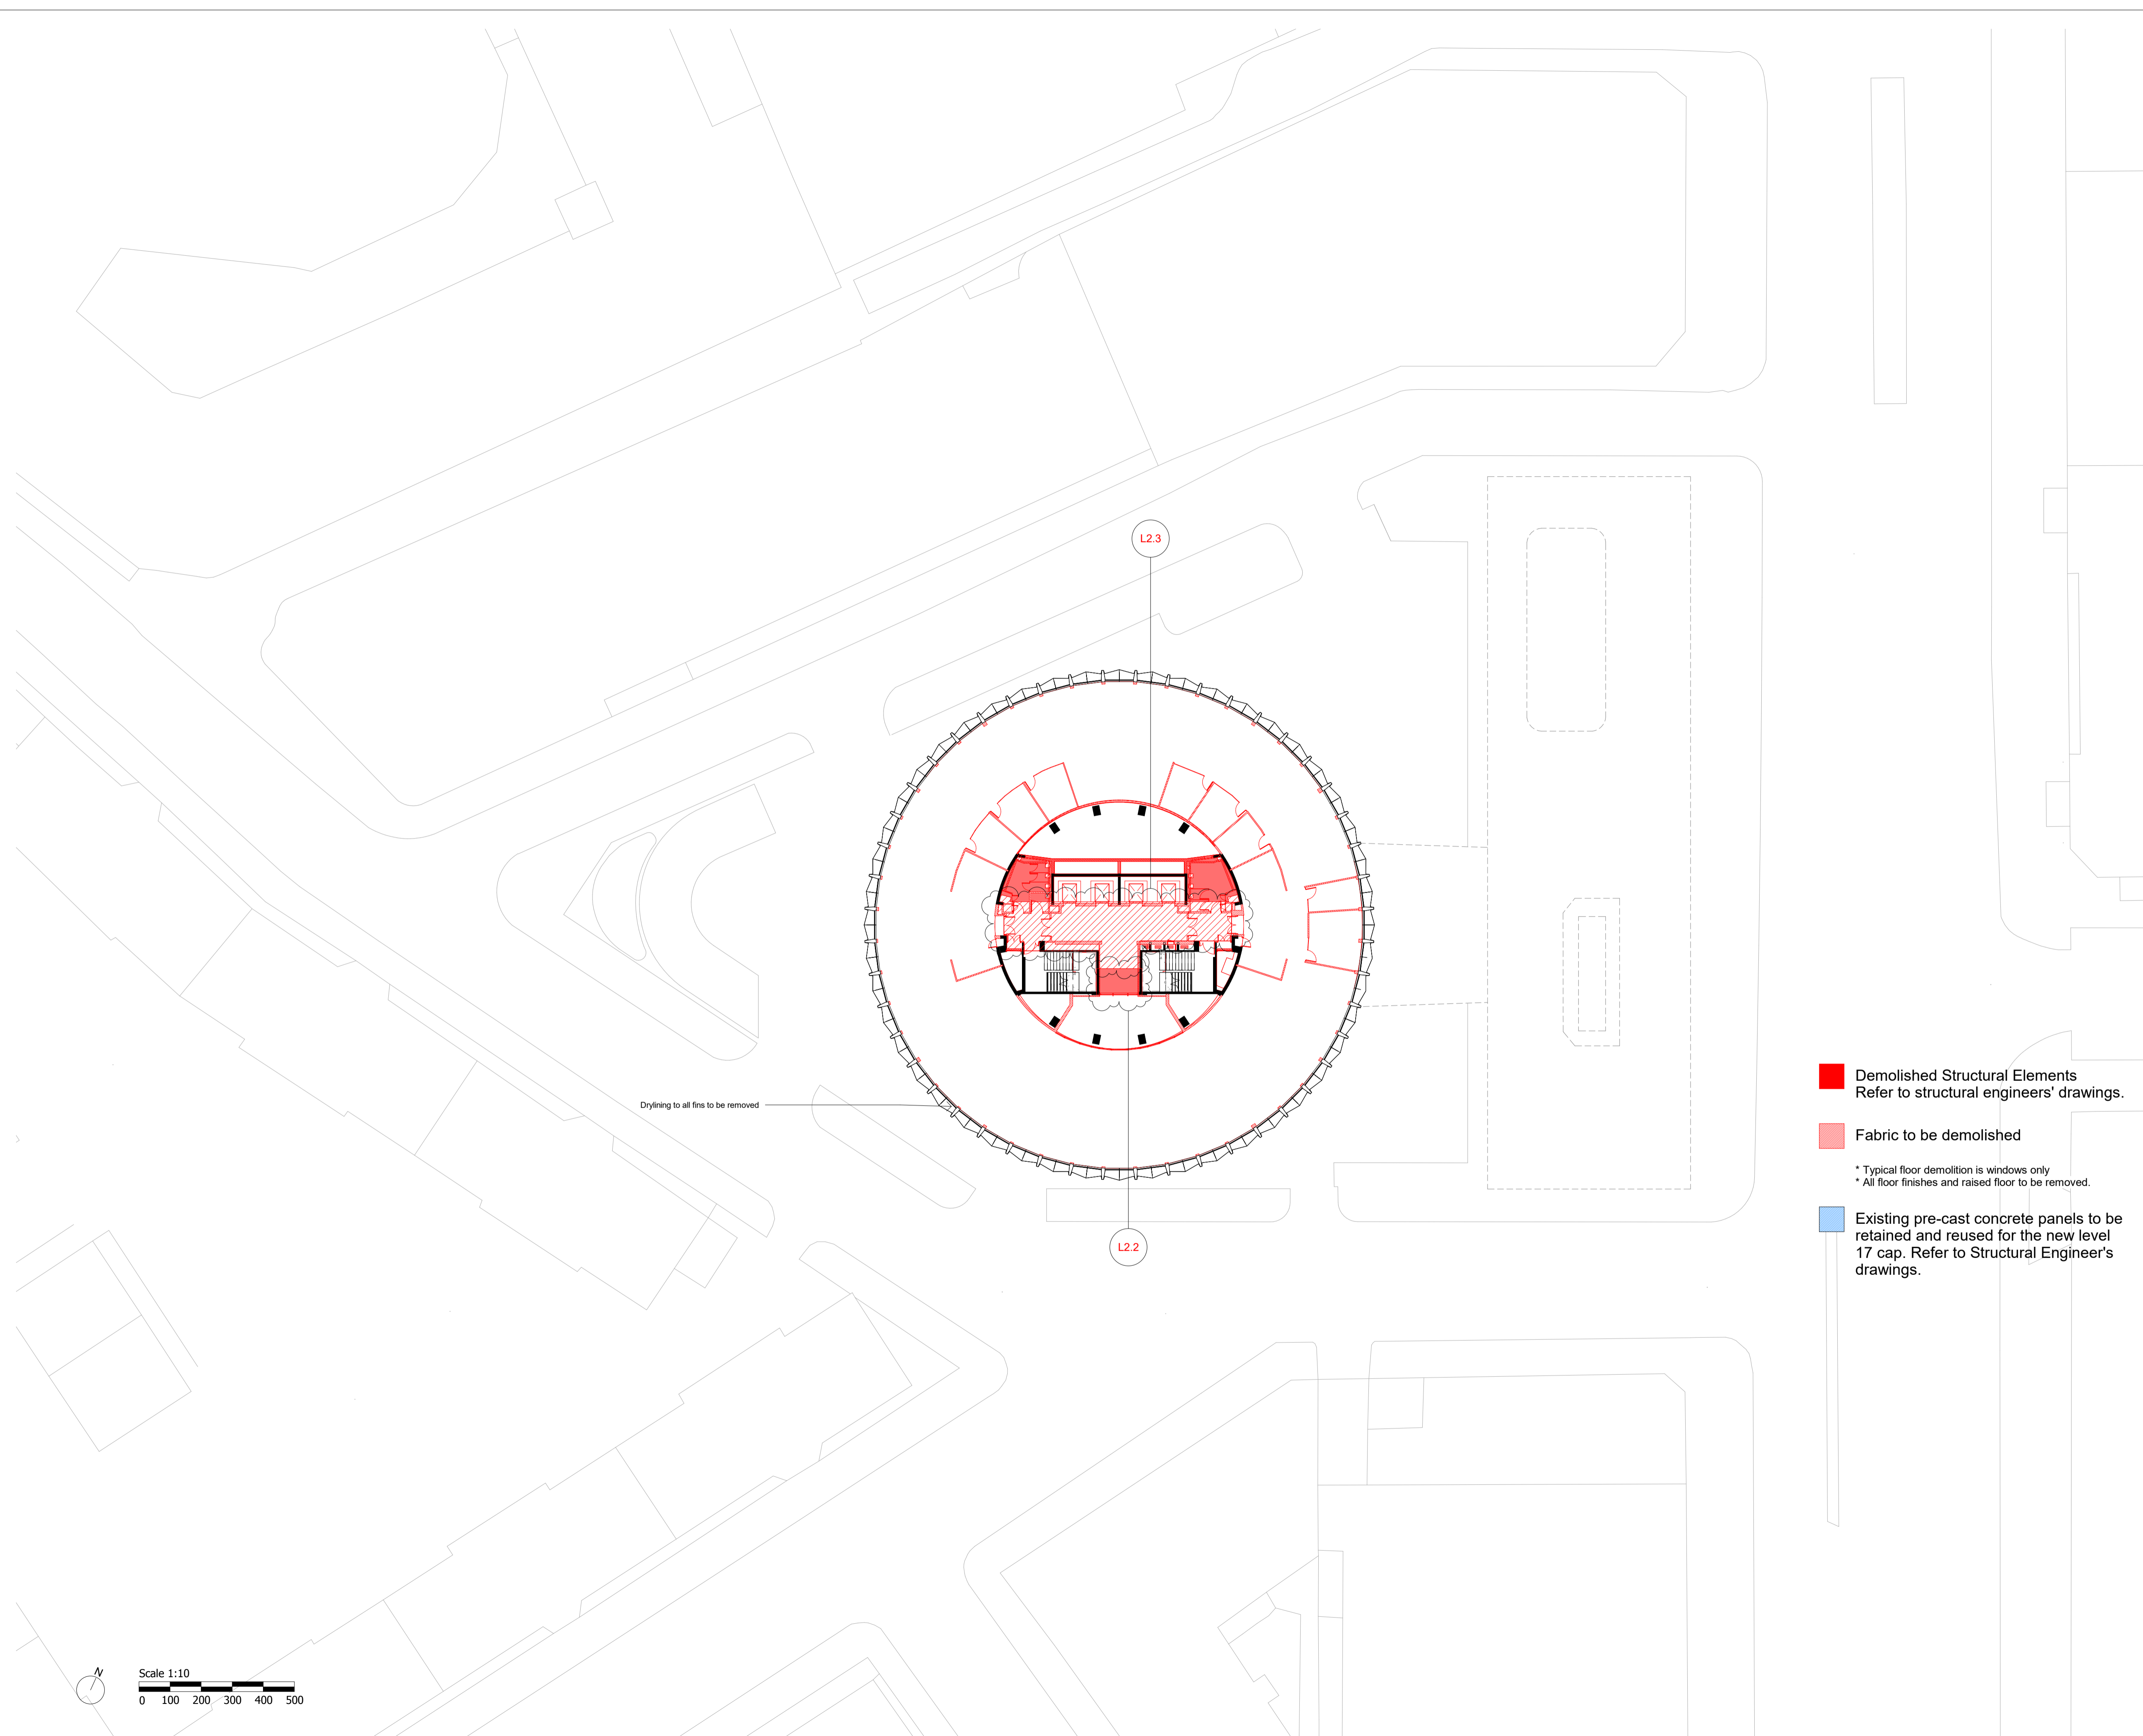 L2.3
Drylining to all fins to be removed
L2.2
Demolished Structural Elements
Refer to structural engineers' drawings.
Fabric to be demolished
* Typical floor demolition is windows only
* All floor finishes and raised floor to be removed.
Existing pre-cast concrete panels to be
retained and reused for the new level
17 cap. Refer to Structural Engineer's
drawings.
N
Scale 1:10
0 100 200 300 400 500